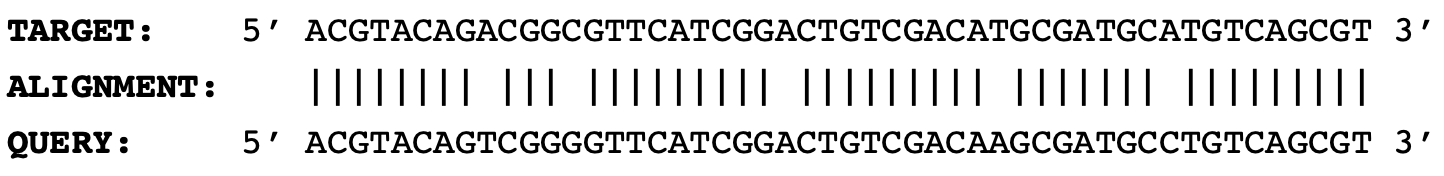 TARGET: 5′ ACGTACAGACGGCGTTCATCGGACTGTCGACATGCGATGCATGTCAGCGT 3′
ALIGNMENT: |||||||| ||| ||||||||| ||||||||| ||||||| |||||||||
QUERY: 5′ ACGTACAGTCGGGGTTCATCGGACTGTCGACAAGCGATGCCTGTCAGCGT 3′